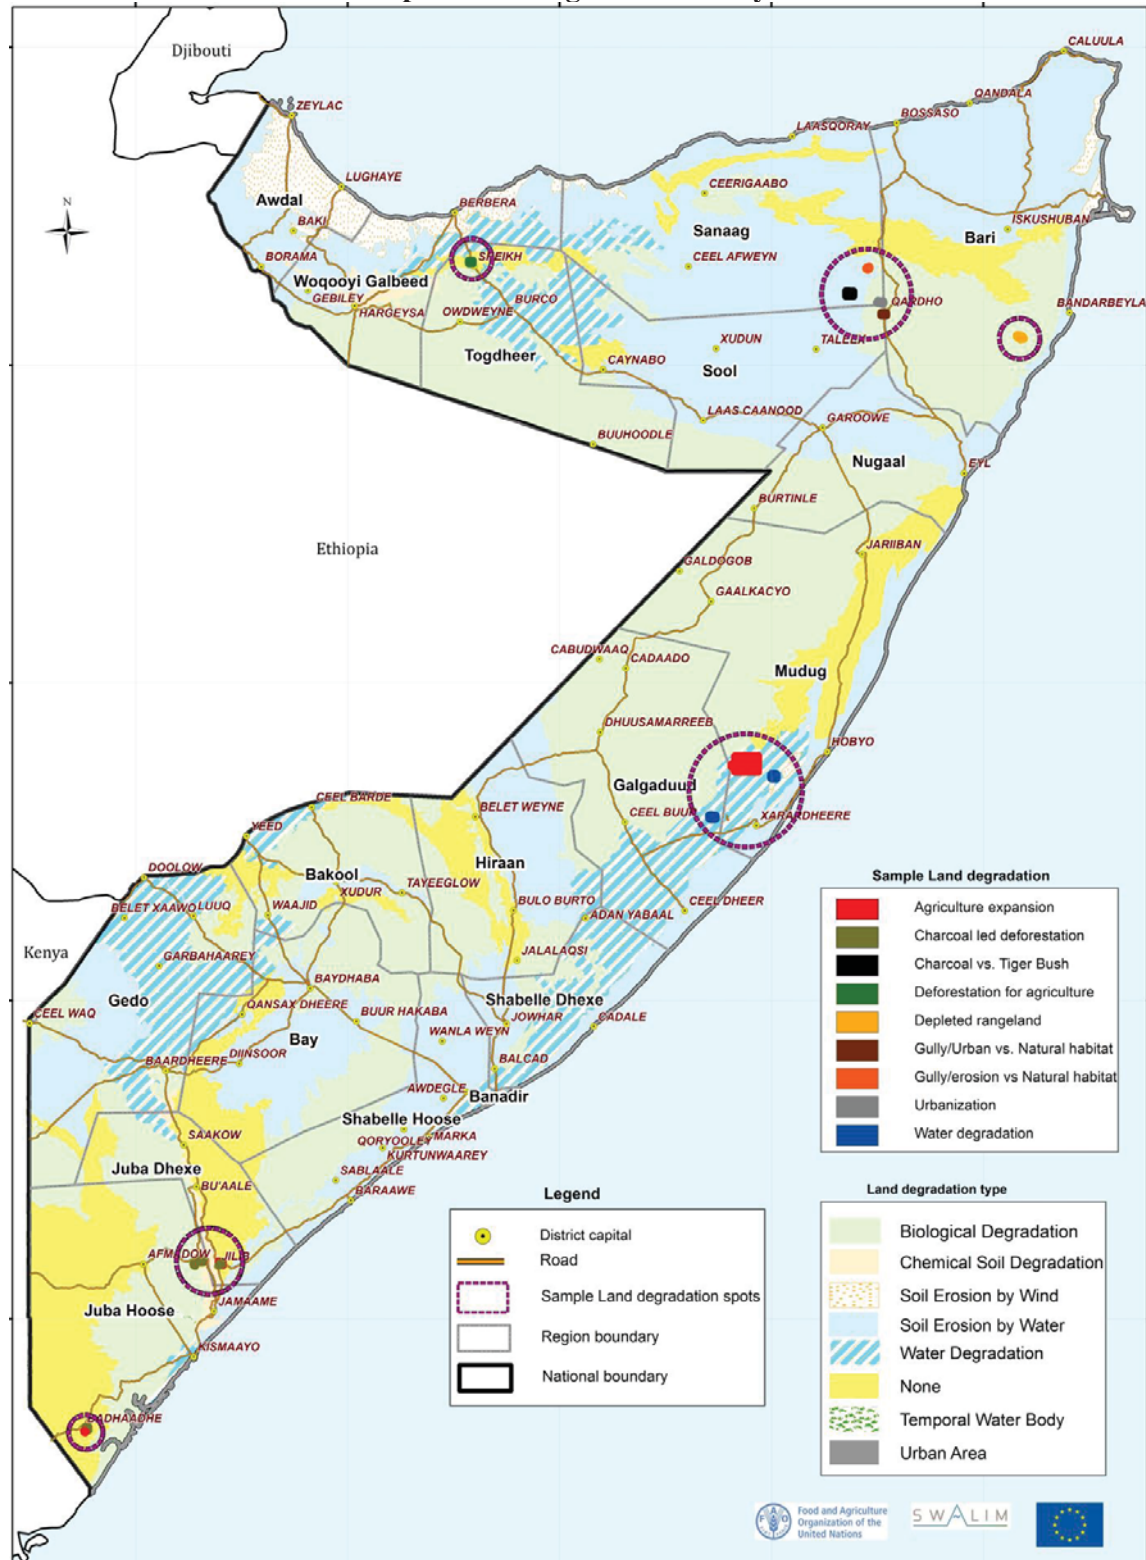 Djibouti
CALUULA
QANDALA
ZEYLAC
BOSSASO
LAASQORAY
LUGHAYE
CEERIGAABO
Awdal
BERBERA
BAKI
Sanaag
ISKUSHUBAN
Bari
N
BORAMA
SHEIKH
CEEL AFWEYN
Woqooyi Galbeed
GEBILEY
BURCO
QARDHO
BANDARBEYLA
HARGEYSA
OWDWEYNE
Togdheer
XUDUN
TALEEX
CAYNABO
Sool
LAAS CAANOOD
GAROOWE
BUUHOODLE
Nugaal
EYL
BURTINLE
Ethiopia
JARIIBAN
GALDOGOB
GAALKACYO
CABUDWAAQ
CADAADO
Mudug
DHUUSAMARREEB
HOBYO
Galgaduud
CEEL BARDE
BELET WEYNE
CEEL BUUR
XARARDHEERE
YEED
DOOLOW
Bakool
Hiraan
TAYEEGLOW
XUDUR
BELET XAAWO
LUUQ
WAAJID
BULO BURTO
ADAN YABAAL
CEEL DHEER
Kenya
GARBAHAAREY
JALALAQSI
BAYDHABA
Gedo
QANSAX DHEERE
Shabelle Dhexe
CEEL WAQ
BUUR HAKABA
JOWHAR
CADALE
Bay
WANLA WEYN
BAARDHEERE
DIINSOOR
BALCAD
AWDEGLE
Banadir
Shabelle Hoose
MARKA
SAAKOW
QORYOOLEY
KURTUNWAAREY
Juba Dhexe
SABLAALE
BU'AALE
BARAAWE
AFMADOW
JILIB
Juba Hoose
JAMAAME
KISMAAYO
BADHAADHE
Sample Land degradation
Agriculture expansion
Charcoal led deforestation
Charcoal vs. Tiger Bush
Deforestation for agriculture
Depleted rangeland
Gully/Urban vs. Natural habitat
Gully/erosion vs Natural habitat
Urbanization
Water degradation
Legend
District capital
Road
Sample Land degradation spots
Region boundary
National boundary
Land degradation type
Biological Degradation
Chemical Soil Degradation
Soil Erosion by Wind
Soil Erosion by Water
Water Degradation
None
Temporal Water Body
Urban Area
Food and Agriculture
Organization of the
United Nations
SWALIM